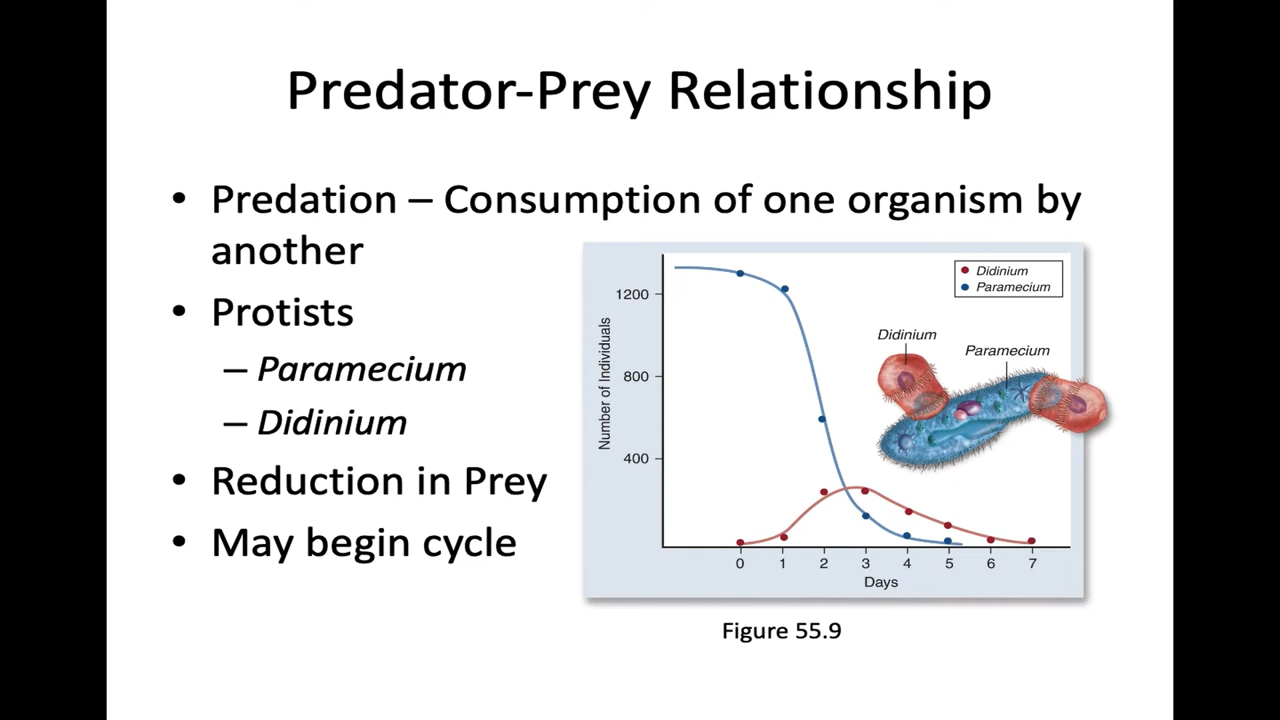 Predator-Prey Relationship
• Predation – Consumption of one organism by
another
• Protists
– Paramecium
– Didinium
• Reduction in Prey
• May begin cycle
Number of Individuals
1200
800
400
Didinium
Paramecium
Didinium
Paramecium
0 1 2 3 4 5 6 7
Days
Figure 55.9